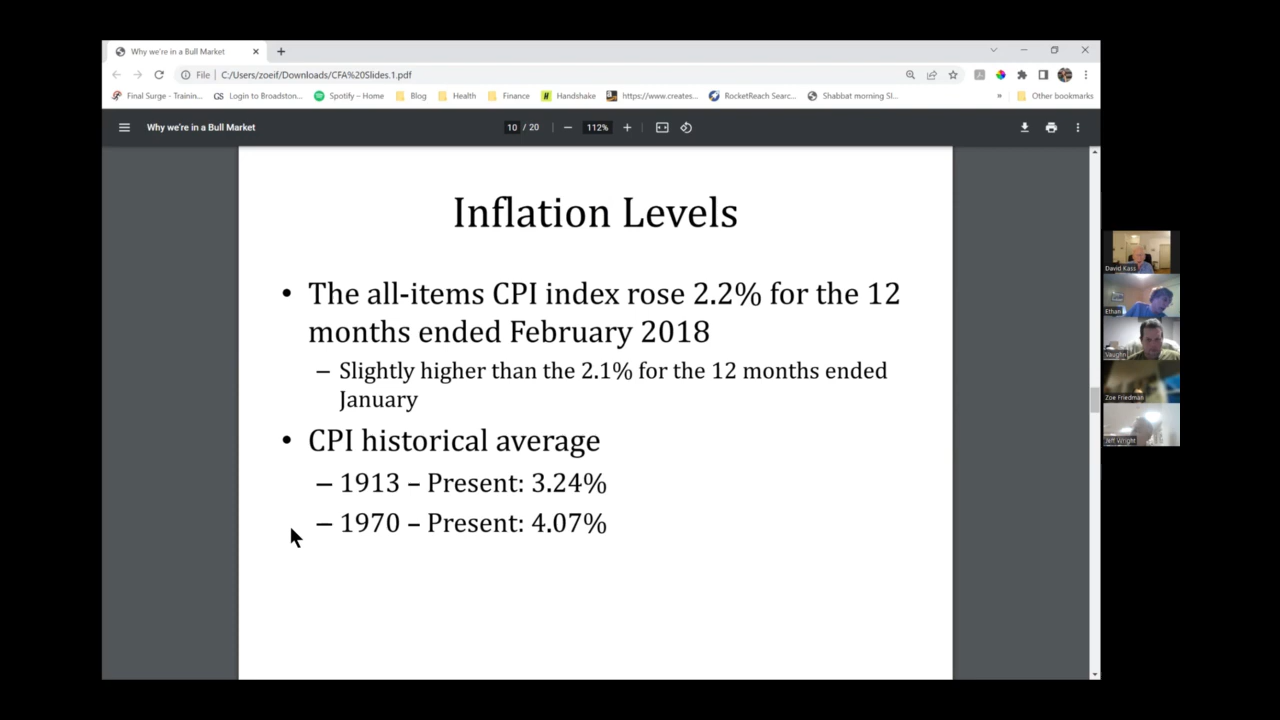 Why we're in a Bull Market
File | C:/Users/zoeif/Downloads/CFA%20Slides.1.pdf
Final Surge - Trainin... GS Login to Broadston... Spotify – Home Blog Health Finance Handshake https://www.creates... RocketReach Searc... Shabbat morning Sl... » Other bookmarks
Why we're in a Bull Market 10 / 20 112%
Inflation Levels
• The all-items CPI index rose 2.2% for the 12
months ended February 2018
– Slightly higher than the 2.1% for the 12 months ended
January
• CPI historical average
– 1913 – Present: 3.24%
– 1970 – Present: 4.07%
David Kass
Ethan
Vaughn
Zoe Friedman
Jeff Wright